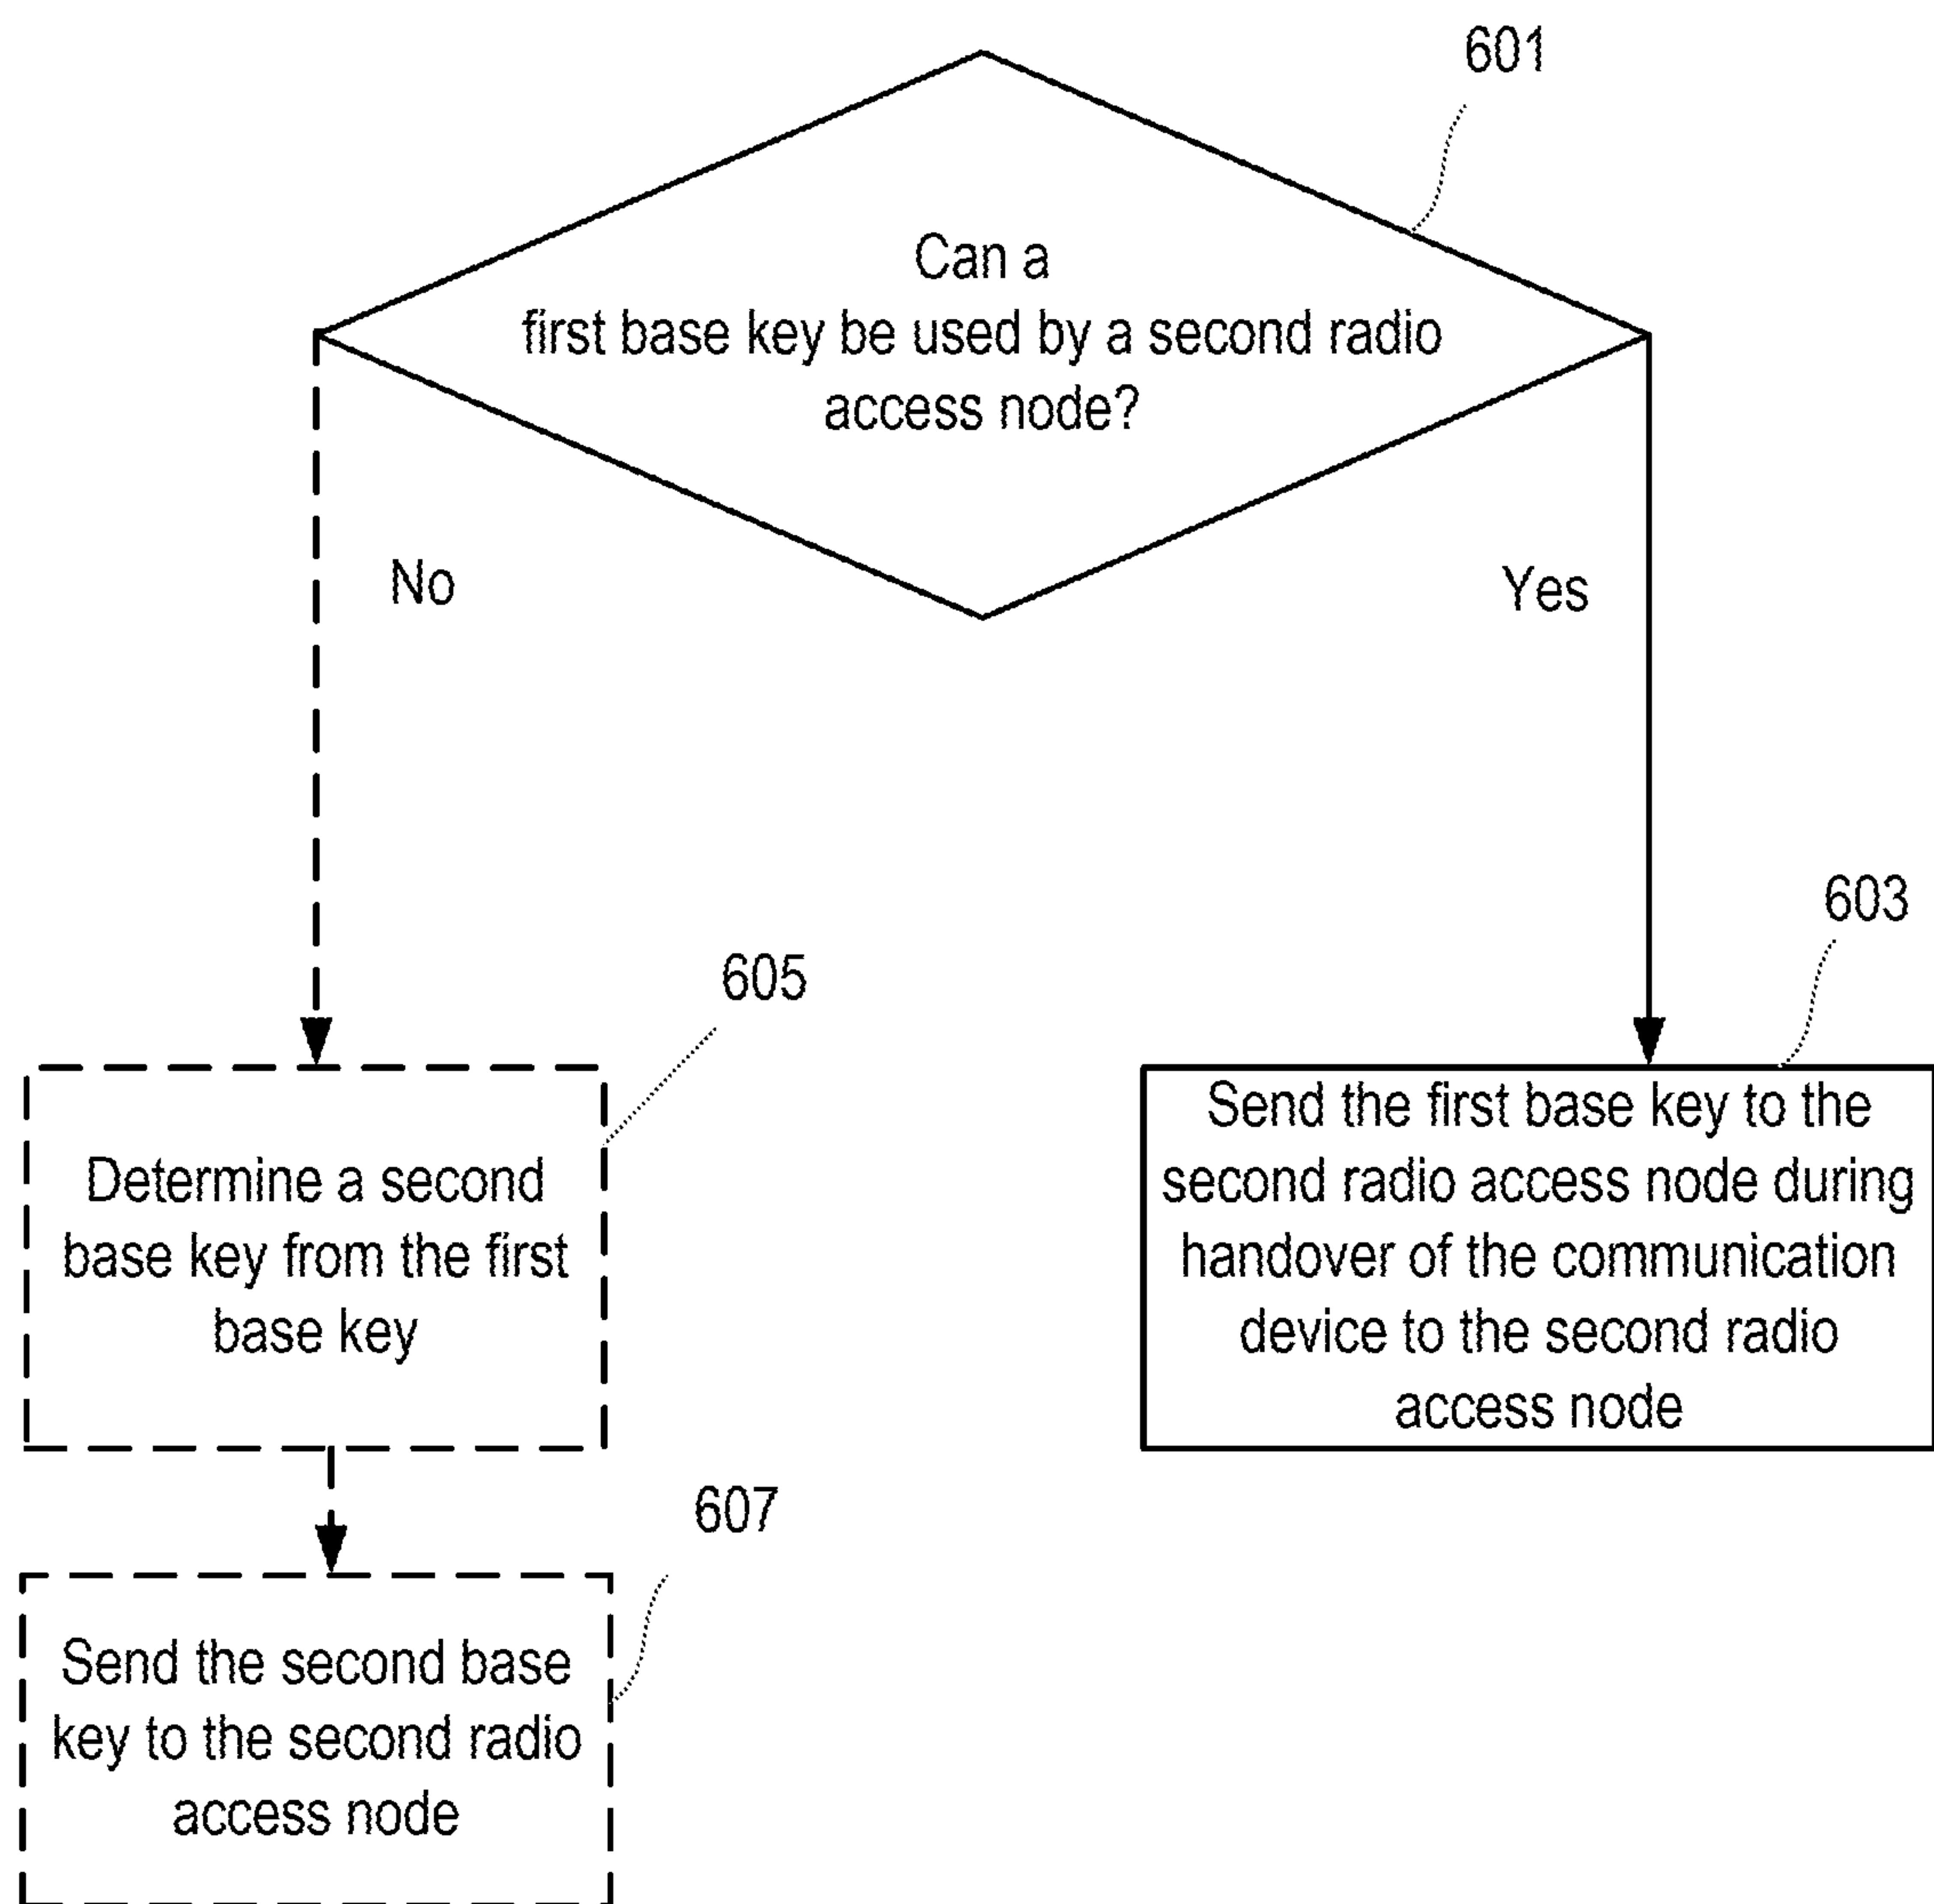 601
Can a
first base key be used by a second radio
access node?
No
Yes
603
605
Send the first base key to the
second radio access node during
handover of the communication
device to the second radio
access node
Determine a second
base key from the first
base key
607
Send the second base
key to the second radio
access node